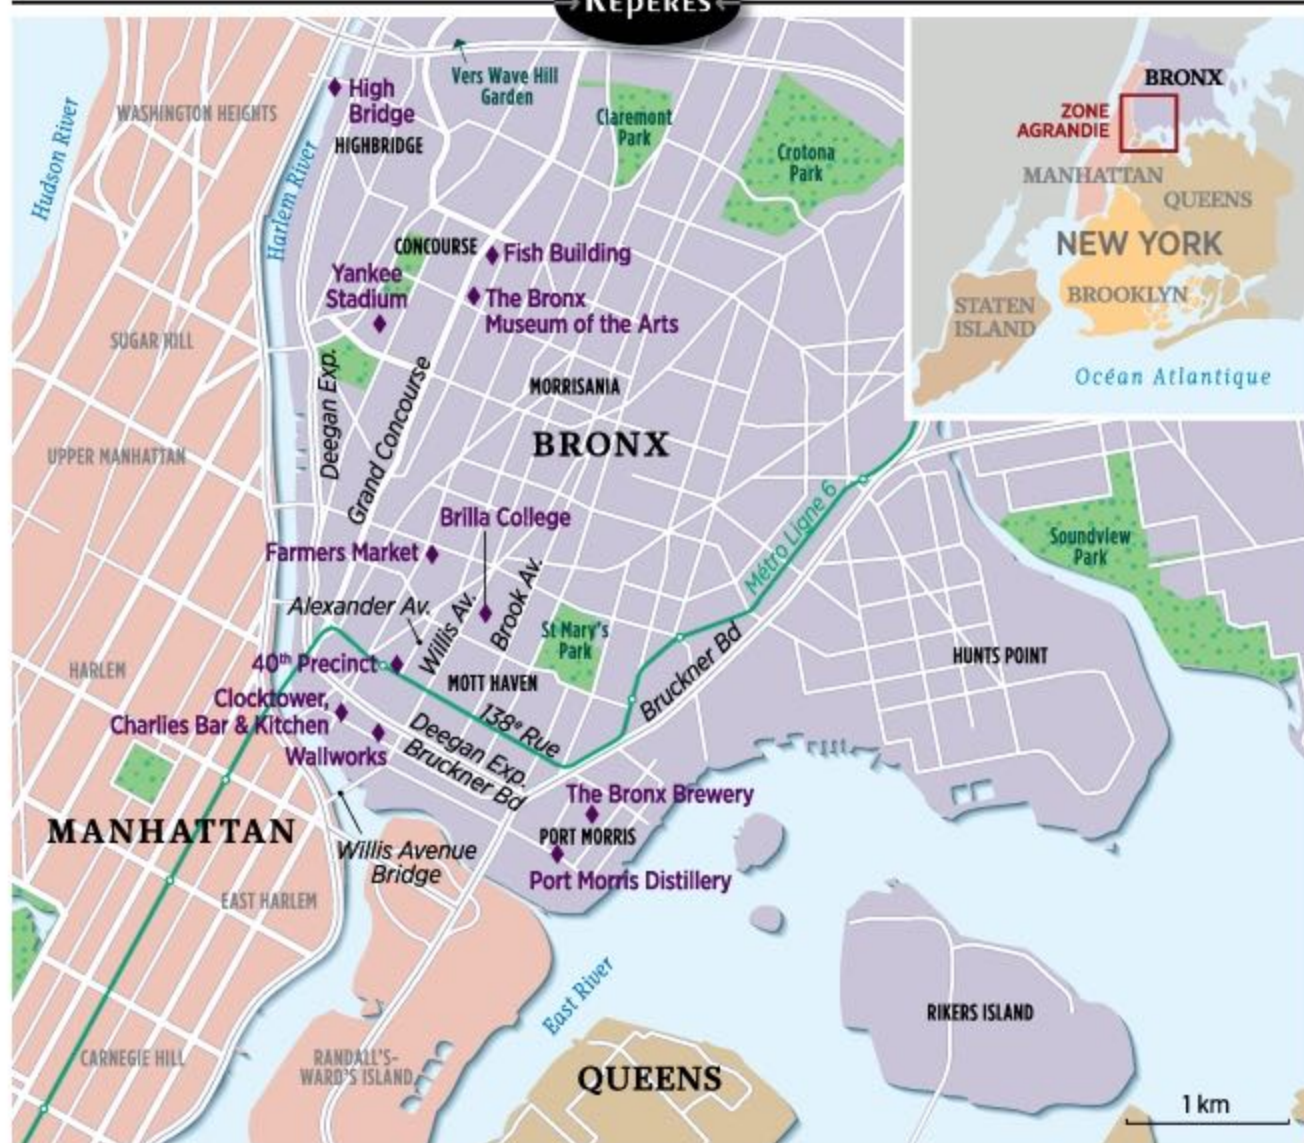 REPÈRES
Vers Wave Hill
Garden
High
Bridge
HIGHBRIDGE
WASHINGTON HEIGHTS
Hudson River
Harlem River
Claremont
Park
Crotona
Park
BRONX
ZONE
AGRANDIE
MANHATTAN
QUEENS
NEW YORK
BROOKLYN
STATEN
ISLAND
Océan Atlantique
CONCOURSE
Fish Building
Yankee
Stadium
The Bronx
Museum of the Arts
SUGAR HILL
Deegan Exp.
Grand Concourse
MORRISANIA
BRONX
UPPER MANHATTAN
Brilla College
Farmers Market
Métro Ligne 6
Soundview
Park
Alexander Av.
Willis Av.
Brook Av.
St Mary's
Park
40th Precinct
MOTT HAVEN
Bruckner Bd
HUNTS POINT
HARLEM
Clocktower,
Charlies Bar & Kitchen
Wallworks
138e Rue
Deegan Exp.
Bruckner Bd
The Bronx Brewery
PORT MORRIS
Port Morris Distillery
MANHATTAN
Willis Avenue
Bridge
EAST HARLEM
East River
RIKERS ISLAND
CARNEGIE HILL
RANDALL'S-
WARD'S ISLAND
QUEENS
1 km